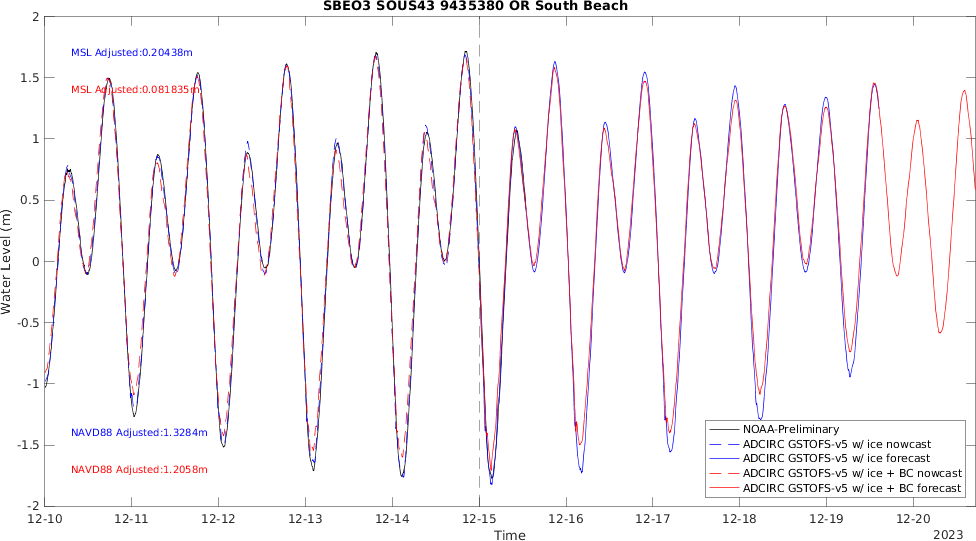 SBEO3 SOUS43 9435380 OR South Beach
MSL Adjusted:0.20438m
MSL Adjusted:0.081835m
NAVD88 Adjusted:1.3284m
NAVD88 Adjusted:1.2058m
Water Level (m)
2
1.5
1
0.5
0
-0.5
-1
-1.5
-2
NOAA-Preliminary
ADCIRC GSTOFS-v5 w/ ice nowcast
ADCIRC GSTOFS-v5 w/ ice forecast
ADCIRC GSTOFS-v5 w/ ice + BC nowcast
ADCIRC GSTOFS-v5 w/ ice + BC forecast
12-10 12-11 12-12 12-13 12-14 12-15 12-16 12-17 12-18 12-19 12-20
Time
2023